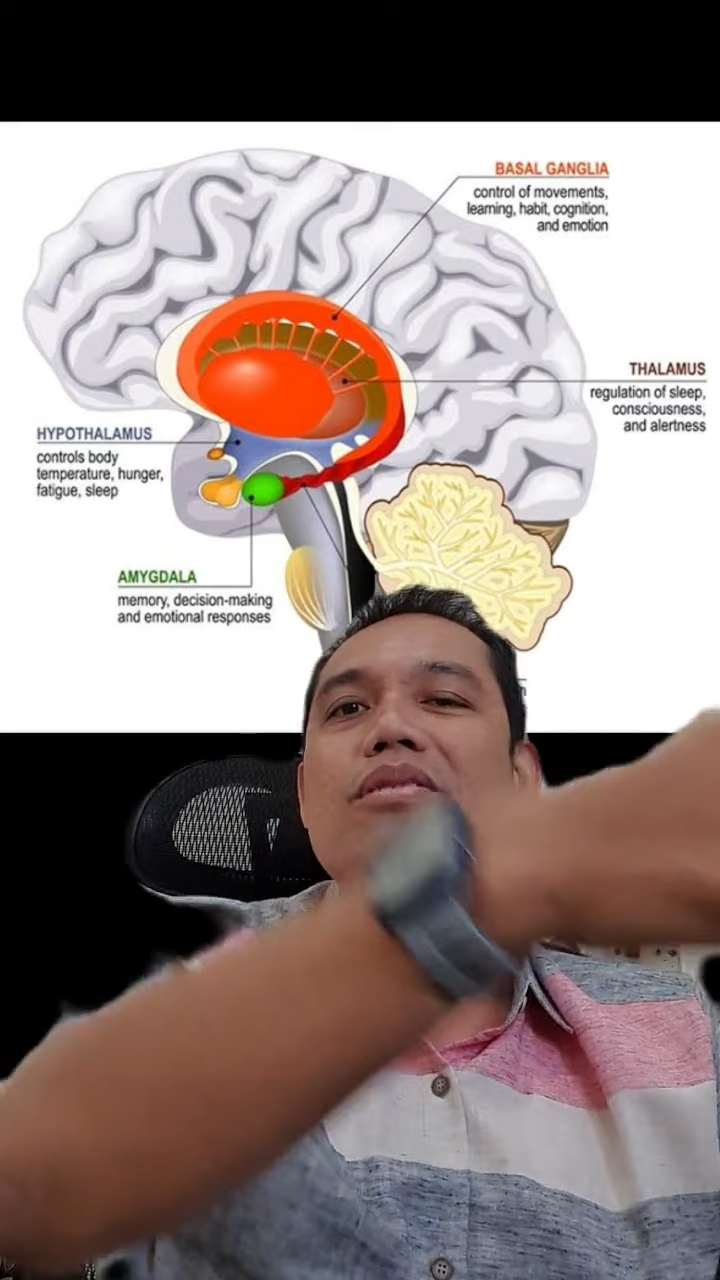 BASAL GANGLIA
control of movements,
learning, habit, cognition,
and emotion
THALAMUS
regulation of sleep,
consciousness,
and alertness
HYPOTHALAMUS
controls body
temperature, hunger,
fatigue, sleep
AMYGDALA
memory, decision-making
and emotional responses